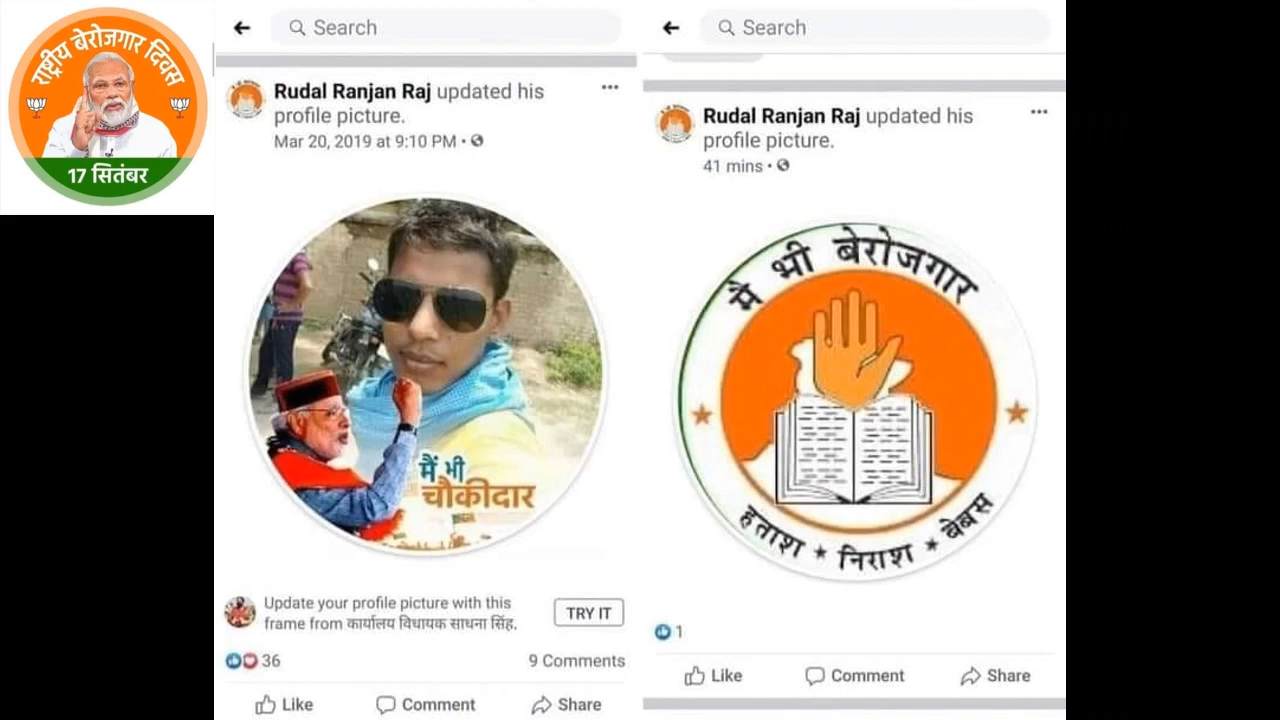 राष्ट्रीय बेरोजगार दिवस
17 सितंबर
Search
Rudal Ranjan Raj updated his
profile picture.
Mar 20, 2019 at 9:10 PM
मैं भी
चौकीदार
Update your profile picture with this
frame from कार्यालय विधायक साधना सिंह.
TRY IT
36
9 Comments
Like
Comment
Share
Search
Rudal Ranjan Raj updated his
profile picture.
41 mins
मै भी बेरोजगार
हताश ★ निराश ★ बेबस
1
Like
Comment
Share